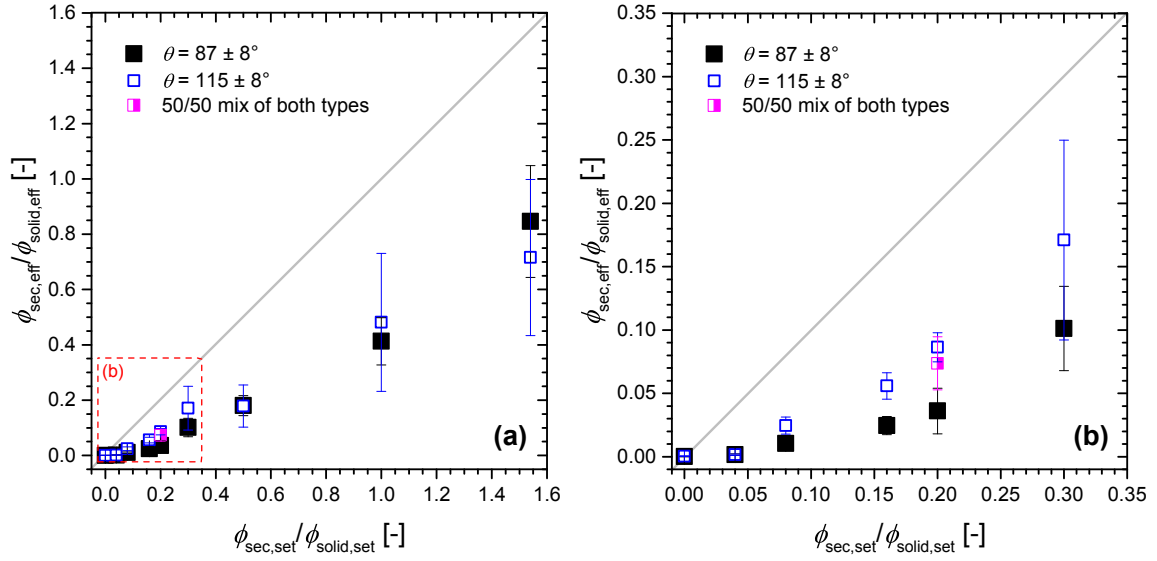 1.6
1.4
1.2
1.0
0.8
0.6
0.4
0.2
0.0
ϕsec,eff/ϕsolid,eff [-]
θ = 87 ± 8°
θ = 115 ± 8°
50/50 mix of both types
(b)
(a)
0.0 0.2 0.4 0.6 0.8 1.0 1.2 1.4 1.6
ϕsec,set/ϕsolid,set [-]
0.35
0.30
0.25
0.20
0.15
0.10
0.05
0.00
ϕsec,eff/ϕsolid,eff [-]
θ = 87 ± 8°
θ = 115 ± 8°
50/50 mix of both types
(b)
0.00 0.05 0.10 0.15 0.20 0.25 0.30 0.35
ϕsec,set/ϕsolid,set [-]